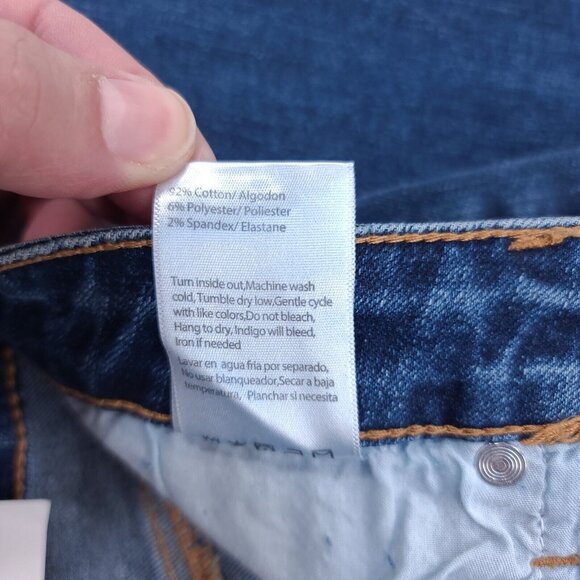 92% Cotton/ Algodon
6% Polyester/ Poliester
2% Spandex/ Elastane
Turn inside out,Machine wash
cold,Tumble dry low,Gentle cycle
with like colors,Do not bleach,
Hang to dry, Indigo will bleed,
Iron if needed
Lavar en agua fria por separado,
No usar blanqueador,Secar a baja
temperature, Planchar si necesita